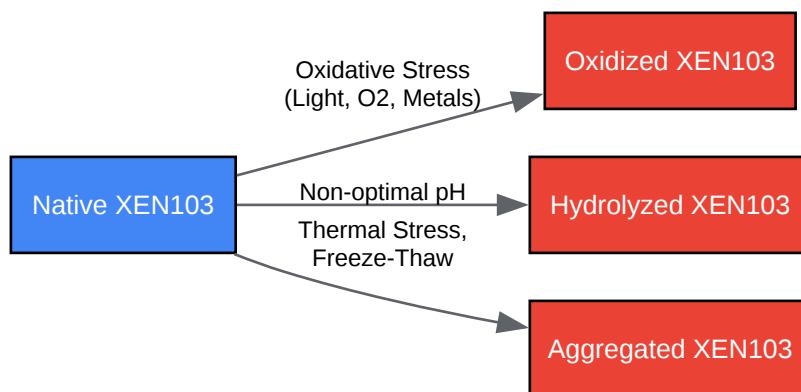 Oxidized XEN103
Oxidative Stress
(Light, O2, Metals)
Native XEN103
Non-optimal pH
Hydrolyzed XEN103
Thermal Stress,
Freeze-Thaw
Aggregated XEN103